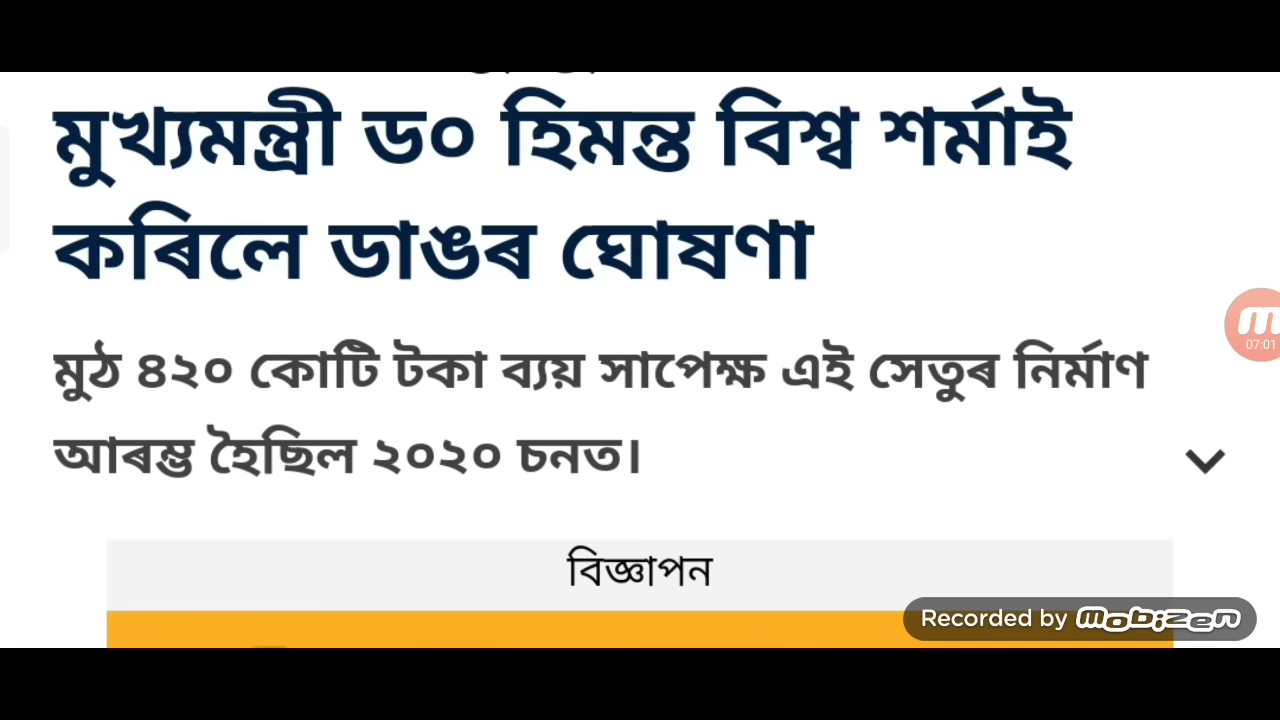 মুখ্যমন্ত্ৰী ড০ হিমন্ত বিশ্ব শৰ্মাই
কৰিলে ডাঙৰ ঘোষণা
মুঠ ৪২০ কোটি টকা ব্যয় সাপেক্ষ এই সেতুৰ নিৰ্মাণ
আৰম্ভ হৈছিল ২০২০ চনত।
07:01
বিজ্ঞাপন
Recorded by mobizen